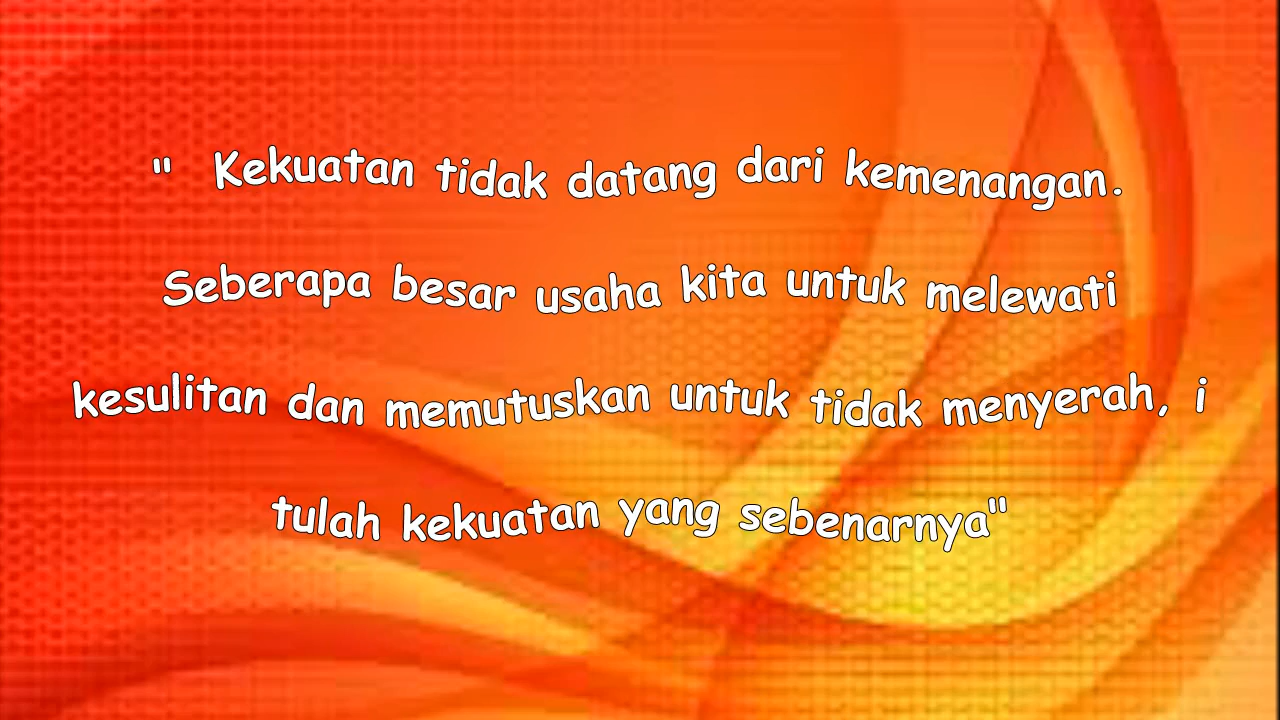 " Kekuatan tidak datang dari kemenangan.
Seberapa besar usaha kita untuk melewati
kesulitan dan memutuskan untuk tidak menyerah, i
tulah kekuatan yang sebenarnya"